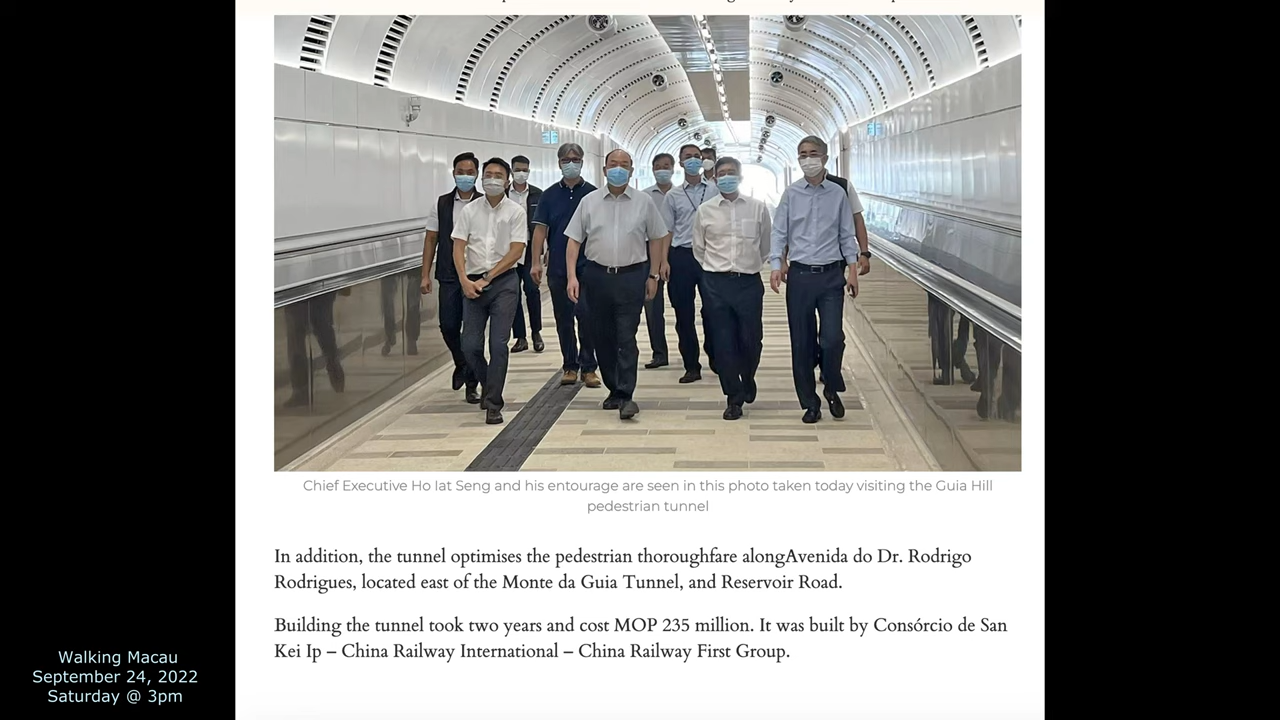 Chief Executive Ho Iat Seng and his entourage are seen in this photo taken today visiting the Guia Hill
pedestrian tunnel
In addition, the tunnel optimises the pedestrian thoroughfare alongAvenida do Dr. Rodrigo
Rodrigues, located east of the Monte da Guia Tunnel, and Reservoir Road.
Building the tunnel took two years and cost MOP 235 million. It was built by Consórcio de San
Kei Ip – China Railway International – China Railway First Group.
Walking Macau
September 24, 2022
Saturday @ 3pm